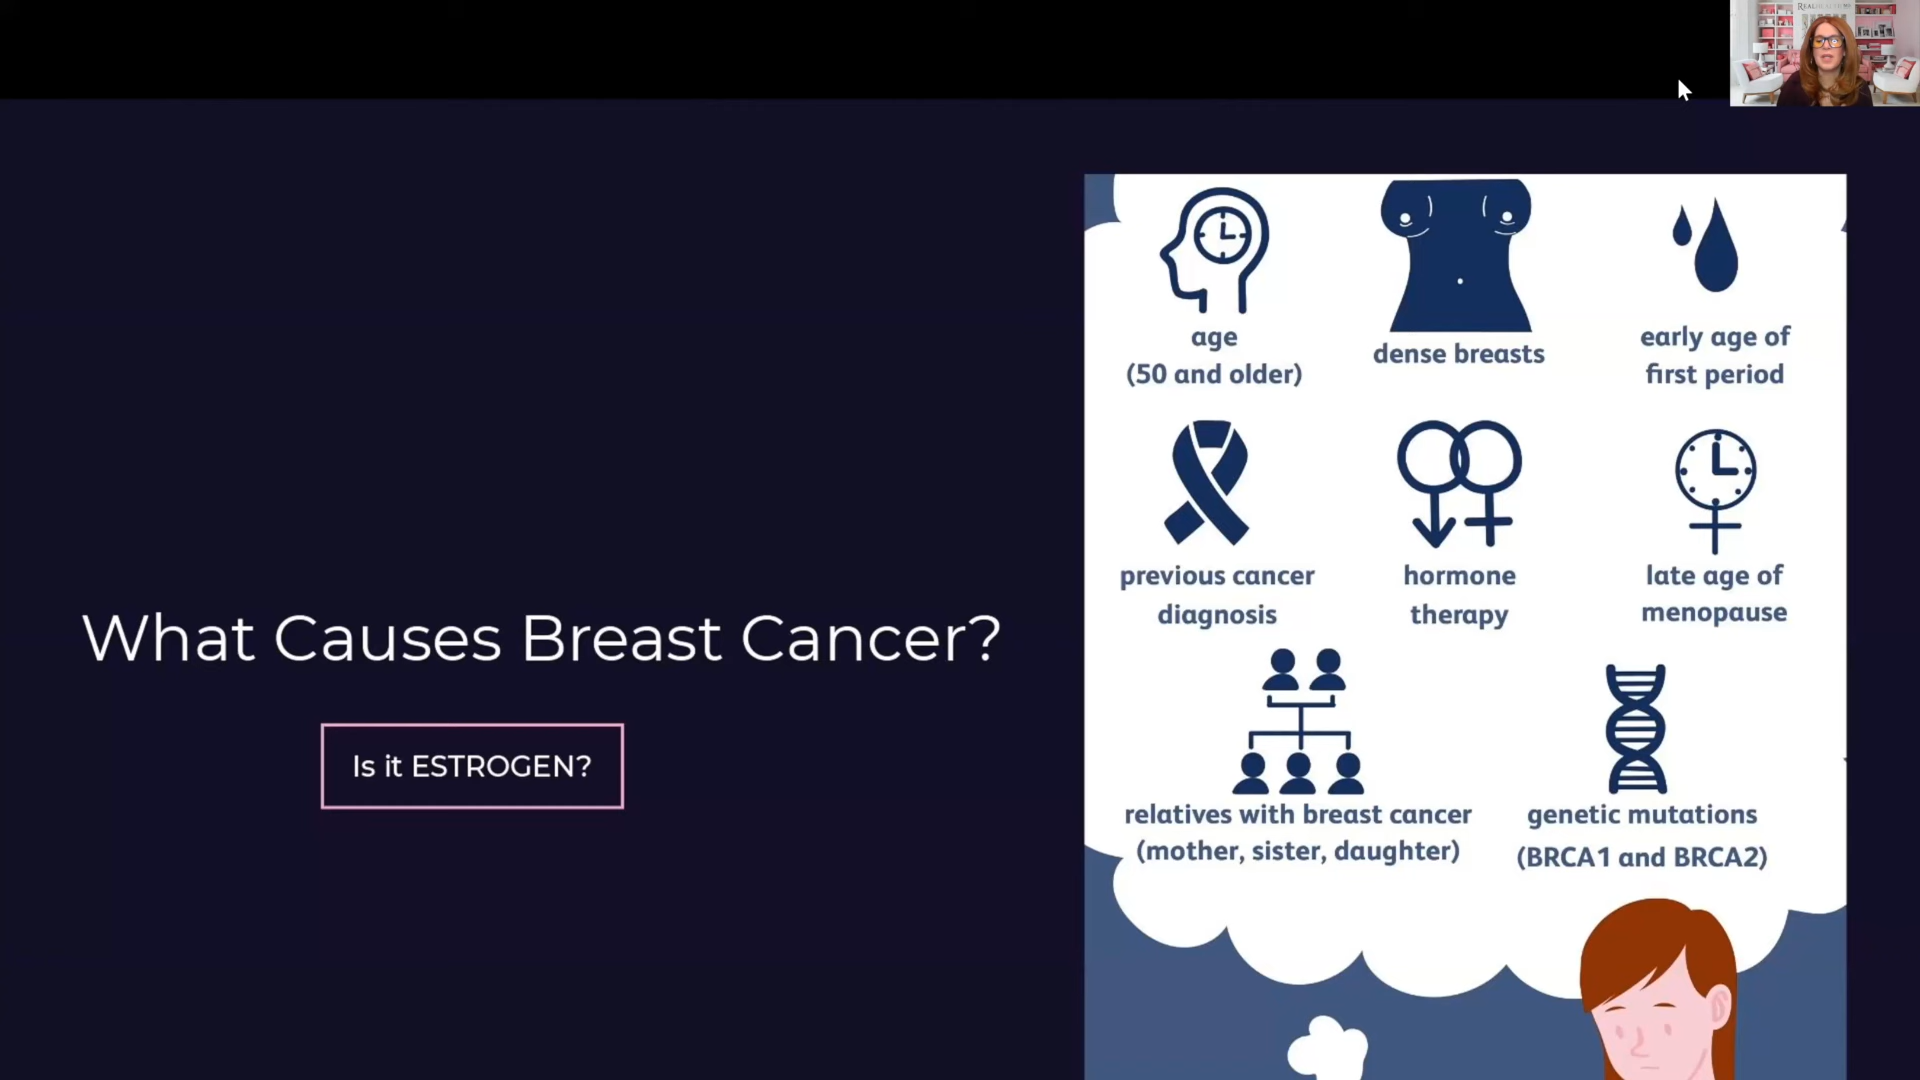 What Causes Breast Cancer?
Is it ESTROGEN?
age
(50 and older)
dense breasts
early age of
first period
previous cancer
diagnosis
hormone
therapy
late age of
menopause
relatives with breast cancer
(mother, sister, daughter)
genetic mutations
(BRCA1 and BRCA2)